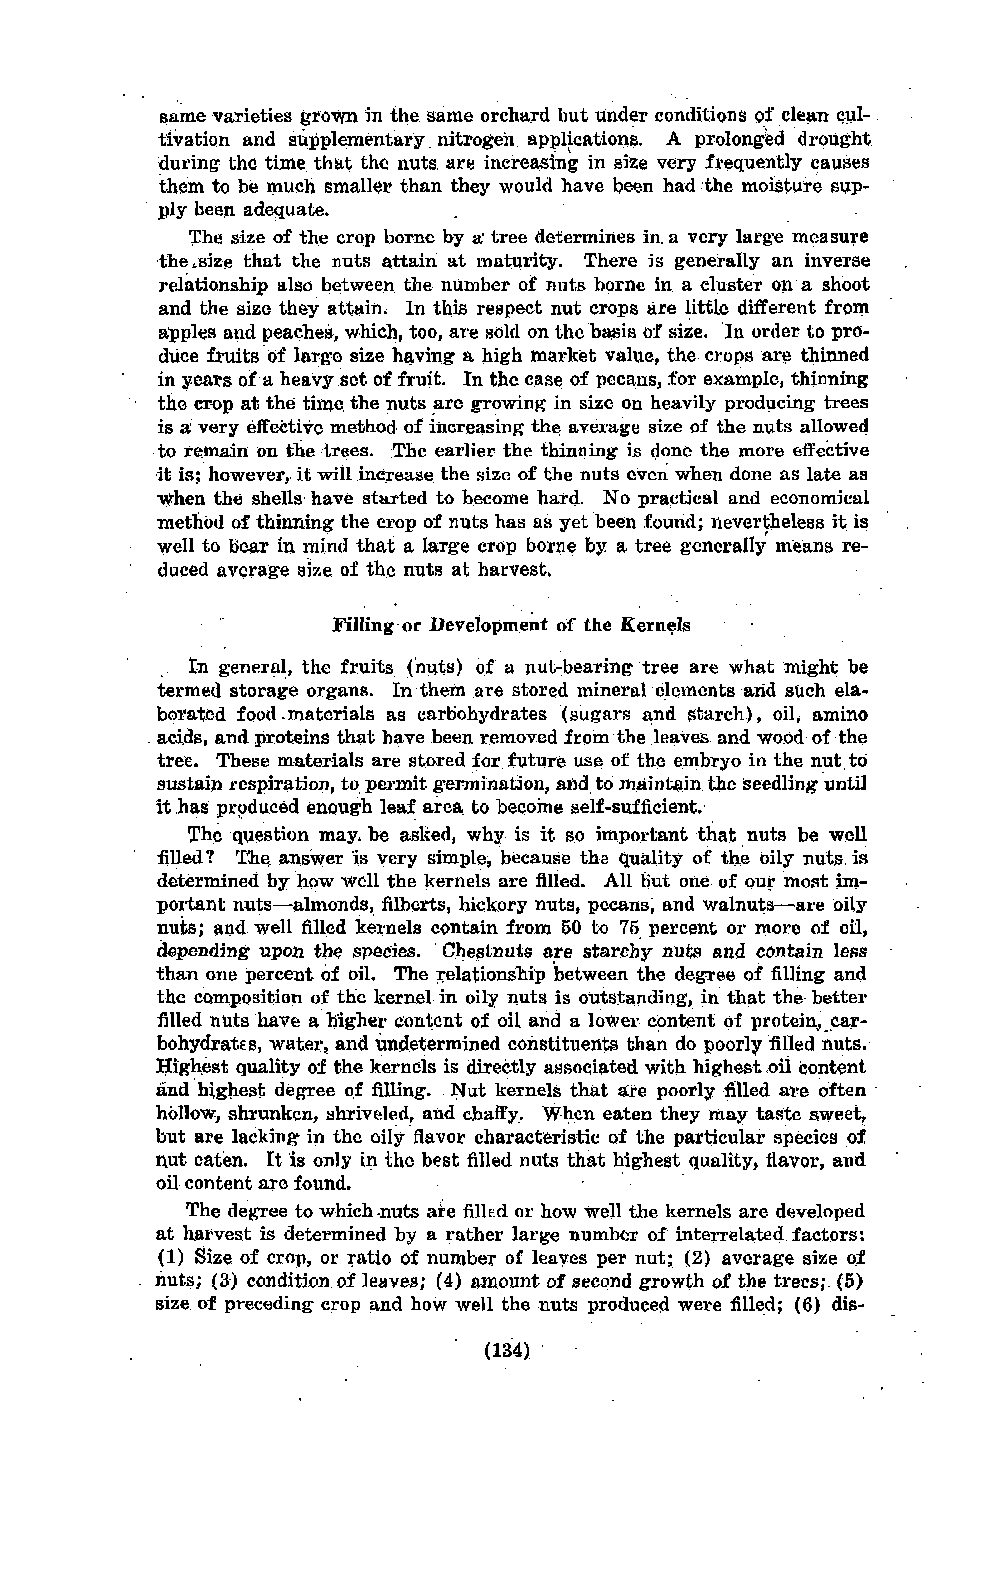 same varieties grown in the same orchard but under conditions of clean cul-
tivation and supplementary nitrogen applications. A prolonged drought
during the time that the nuts are increasing in size very frequently causes
them to be much smaller than they would have been had the moisture sup-
ply been adequate.
The size of the crop borne by a tree determines in a very large measure
the size that the nuts attain at maturity. There is generally an inverse
relationship also between the number of nuts borne in a cluster on a shoot
and the size they attain. In this respect nut crops are little different from
apples and peaches, which, too, are sold on the basis of size. In order to pro-
duce fruits of large size having a high market value, the crops are thinned
in years of a heavy set of fruit. In the case of pecans, for example, thinning
the crop at the time the nuts are growing in size on heavily producing trees
is a very effective method of increasing the average size of the nuts allowed
to remain on the trees. The earlier the thinning is done the more effective
it is; however, it will increase the size of the nuts even when done as late as
when the shells have started to become hard. No practical and economical
method of thinning the crop of nuts has as yet been found; nevertheless it is
well to bear in mind that a large crop borne by a tree generally means re-
duced average size of the nuts at harvest.
Filling or Development of the Kernels
In general, the fruits (nuts) of a nut-bearing tree are what might be
termed storage organs. In them are stored mineral elements and such ela-
borated food materials as carbohydrates (sugars and starch), oil, amino
acids, and proteins that have been removed from the leaves and wood of the
tree. These materials are stored for future use of the embryo in the nut to
sustain respiration, to permit germination, and to maintain the seedling until
it has produced enough leaf area to become self-sufficient.
The question may be asked, why is it so important that nuts be well
filled? The answer is very simple, because the quality of the oily nuts is
determined by how well the kernels are filled. All but one of our most im-
portant nuts—almonds, filberts, hickory nuts, pecans, and walnuts—are oily
nuts; and well filled kernels contain from 50 to 75 percent or more of oil,
depending upon the species. Chestnuts are starchy nuts and contain less
than one percent of oil. The relationship between the degree of filling and
the composition of the kernel in oily nuts is outstanding, in that the better
filled nuts have a higher content of oil and a lower content of protein, car-
bohydrates, water, and undetermined constituents than do poorly filled nuts.
Highest quality of the kernels is directly associated with highest oil content
and highest degree of filling. Nut kernels that are poorly filled are often
hollow, shrunken, shriveled, and chaffy. When eaten they may taste sweet,
but are lacking in the oily flavor characteristic of the particular species of
nut eaten. It is only in the best filled nuts that highest quality, flavor, and
oil content are found.
The degree to which nuts are filled or how well the kernels are developed
at harvest is determined by a rather large number of interrelated factors:
(1) Size of crop, or ratio of number of leaves per nut; (2) average size of
nuts; (3) condition of leaves; (4) amount of second growth of the trees; (5)
size of preceding crop and how well the nuts produced were filled; (6) dis-
(134)